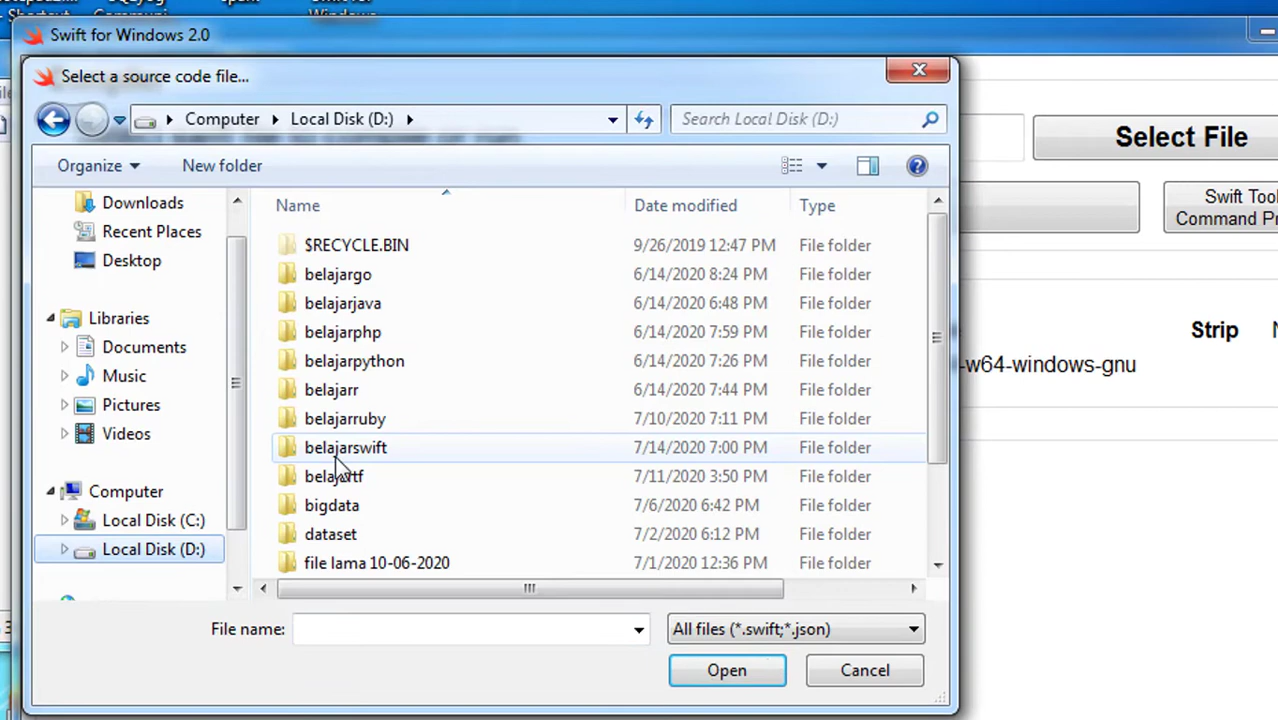 Swift for Windows 2.0
Select a source code file...
Computer Local Disk (D:)
Search Local Disk (D:)
Select File
Organize
New folder
Name
Date modified
Type
Swift Tool
Command Pr
Downloads
Recent Places
Desktop
Libraries
Documents
Music
Pictures
Videos
Computer
Local Disk (C:)
Local Disk (D:)
$RECYCLE.BIN 9/26/2019 12:47 PM File folder
belajargo 6/14/2020 8:24 PM File folder
belajarjava 6/14/2020 6:48 PM File folder
belajarphp 6/14/2020 7:59 PM File folder
belajarpython 6/14/2020 7:26 PM File folder
belajarr 6/14/2020 7:44 PM File folder
belajarruby 7/10/2020 7:11 PM File folder
belajarswift 7/14/2020 7:00 PM File folder
7/11/2020 3:50 PM File folder
bigdata 7/6/2020 6:42 PM File folder
dataset 7/2/2020 6:12 PM File folder
file lama 10-06-2020 7/1/2020 12:36 PM File folder
Strip
-w64-windows-gnu
File name:
All files (*.swift;*.json)
Open
Cancel